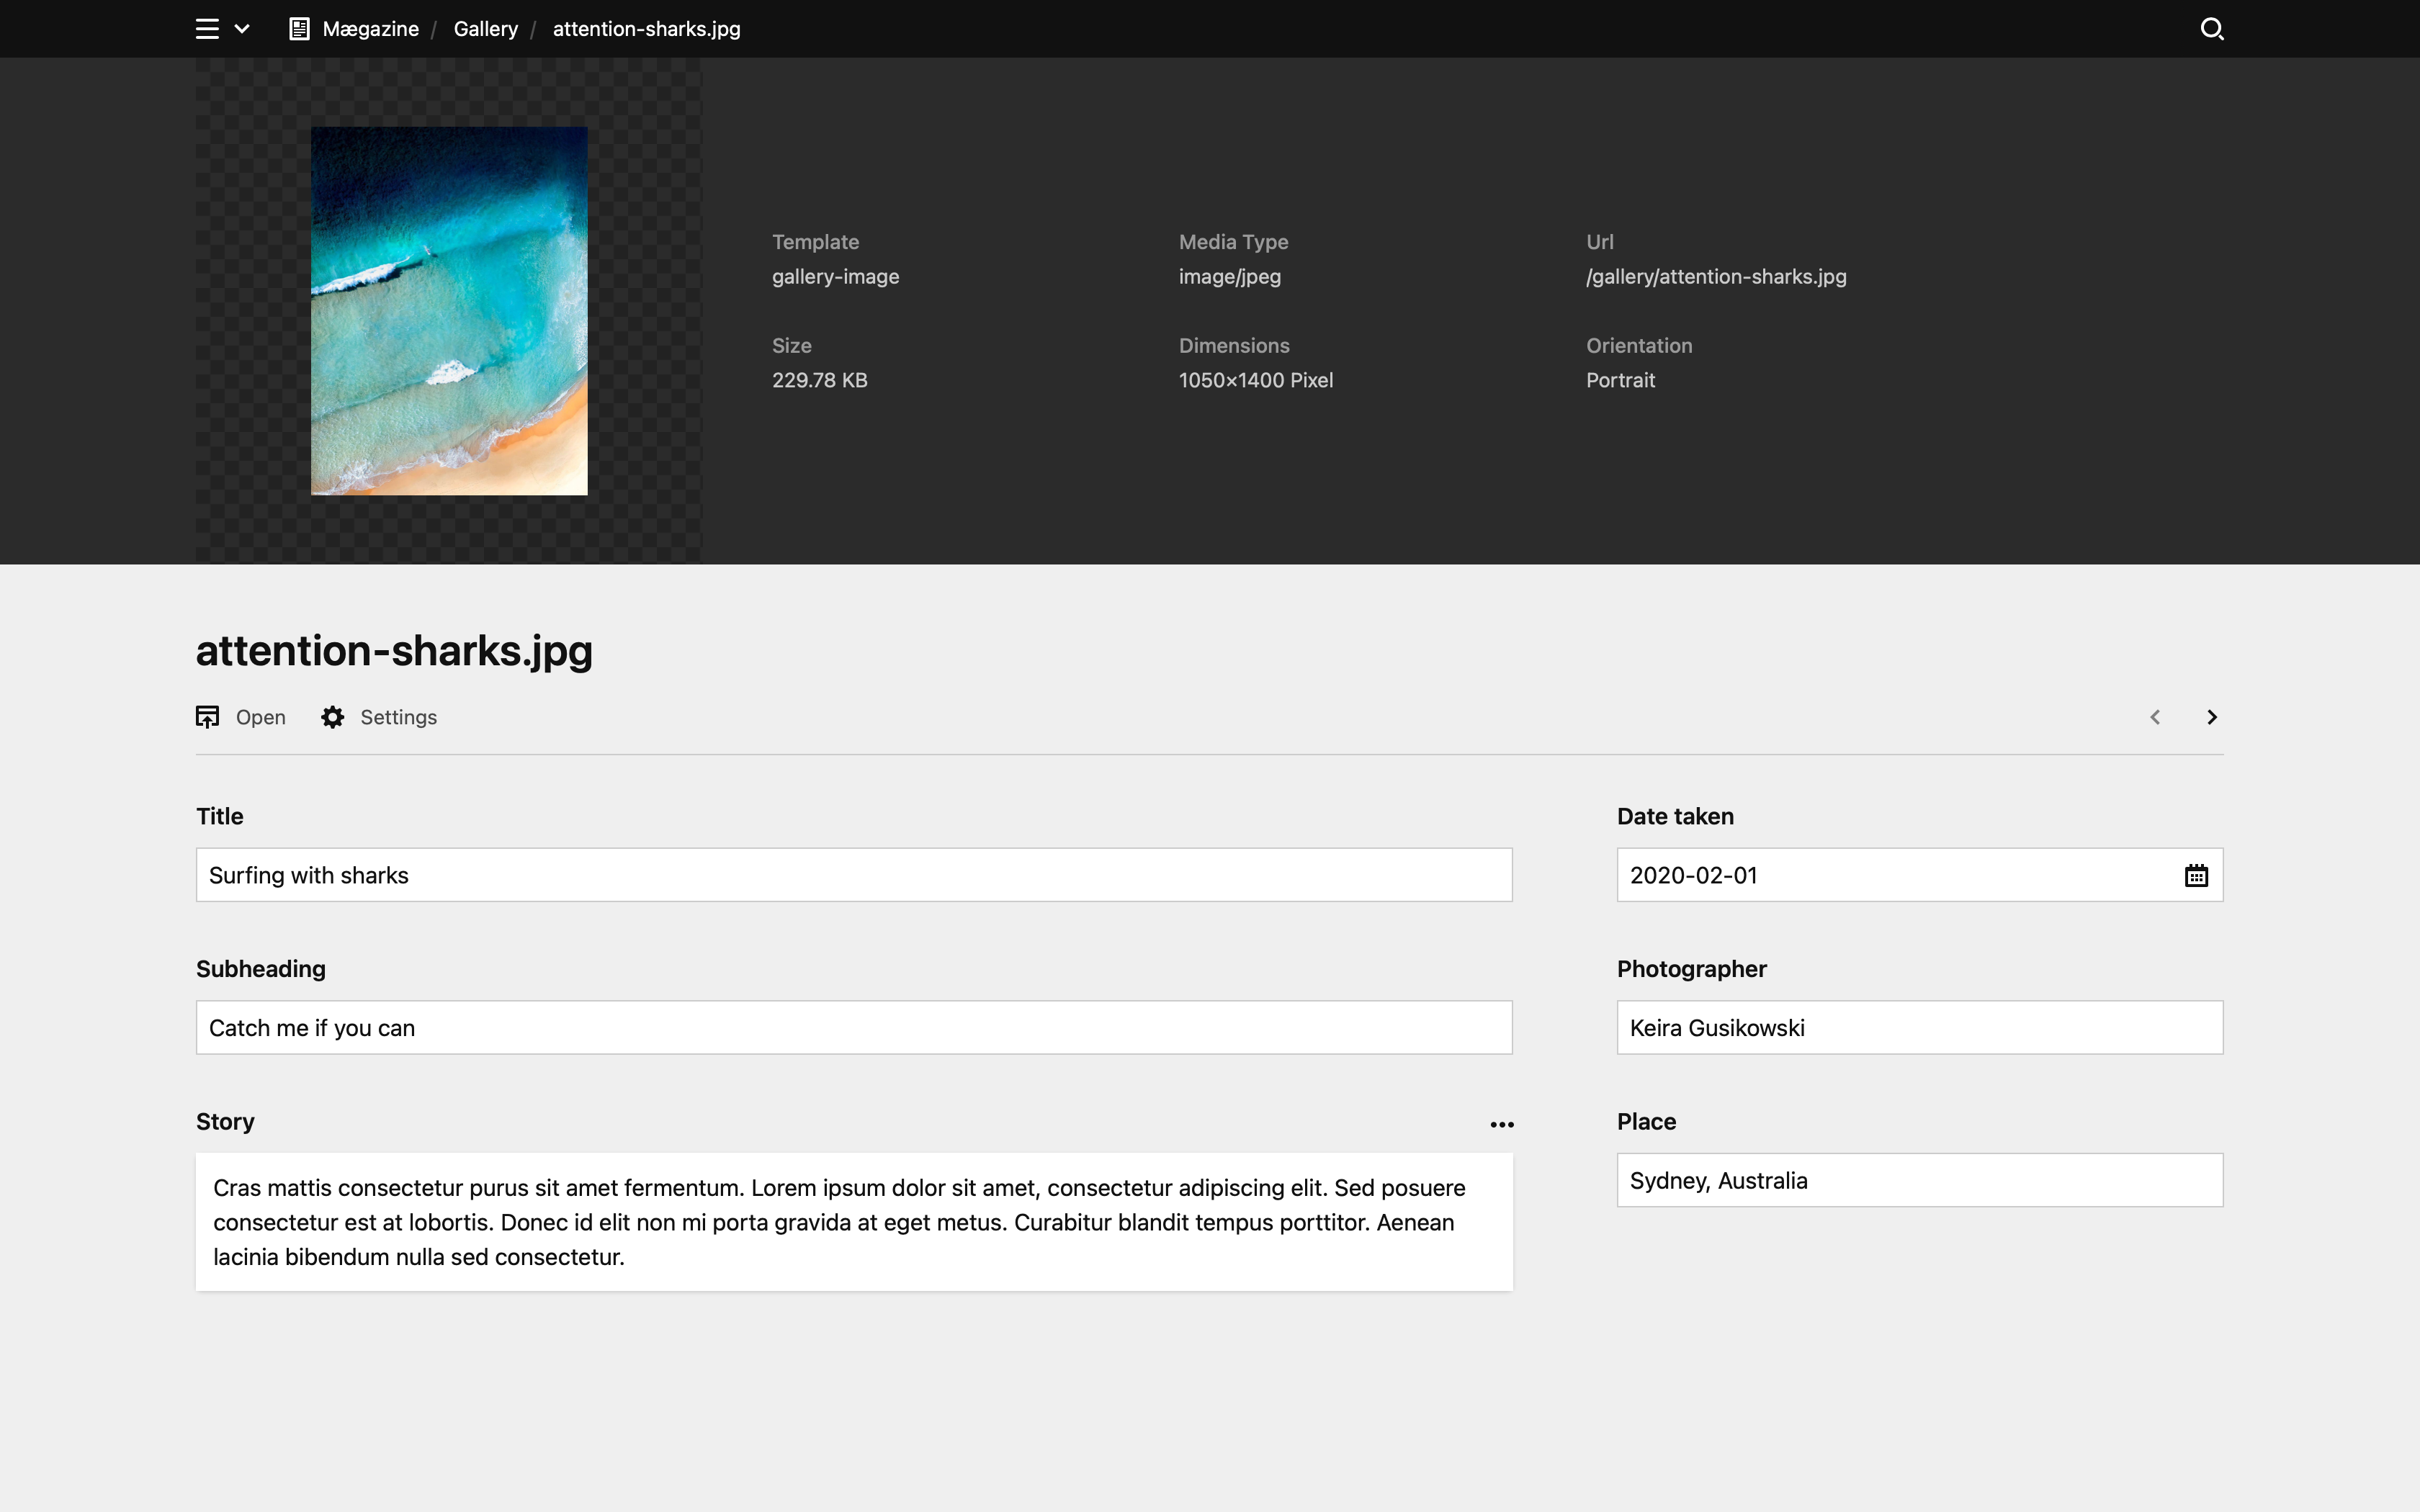 Mægazine / Gallery / attention-sharks.jpg
Template
gallery-image
Media Type
image/jpeg
Url
/gallery/attention-sharks.jpg
Size
229.78 KB
Dimensions
1050×1400 Pixel
Orientation
Portrait
attention-sharks.jpg
Open
Settings
Title
Surfing with sharks
Date taken
2020-02-01
Subheading
Catch me if you can
Photographer
Keira Gusikowski
Story
Cras mattis consectetur purus sit amet fermentum. Lorem ipsum dolor sit amet, consectetur adipiscing elit. Sed posuere
consectetur est at lobortis. Donec id elit non mi porta gravida at eget metus. Curabitur blandit tempus porttitor. Aenean
lacinia bibendum nulla sed consectetur.
Place
Sydney, Australia